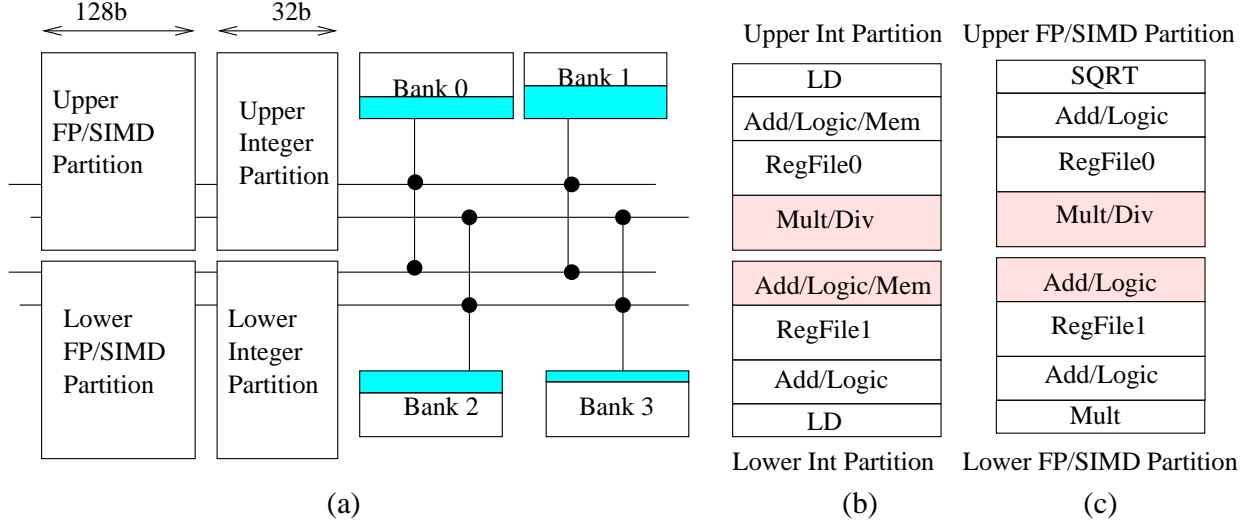 128b
32b
Upper
FP/SIMD
Partition
Upper
Integer
Partition
Bank 0
Bank 1
Lower
FP/SIMD
Partition
Lower
Integer
Partition
Bank 2
Bank 3
(a)
Upper Int Partition
LD
Add/Logic/Mem
RegFile0
Mult/Div
Add/Logic/Mem
RegFile1
Add/Logic
LD
Lower Int Partition
(b)
Upper FP/SIMD Partition
SQRT
Add/Logic
RegFile0
Mult/Div
Add/Logic
RegFile1
Add/Logic
Mult
Lower FP/SIMD Partition
(c)